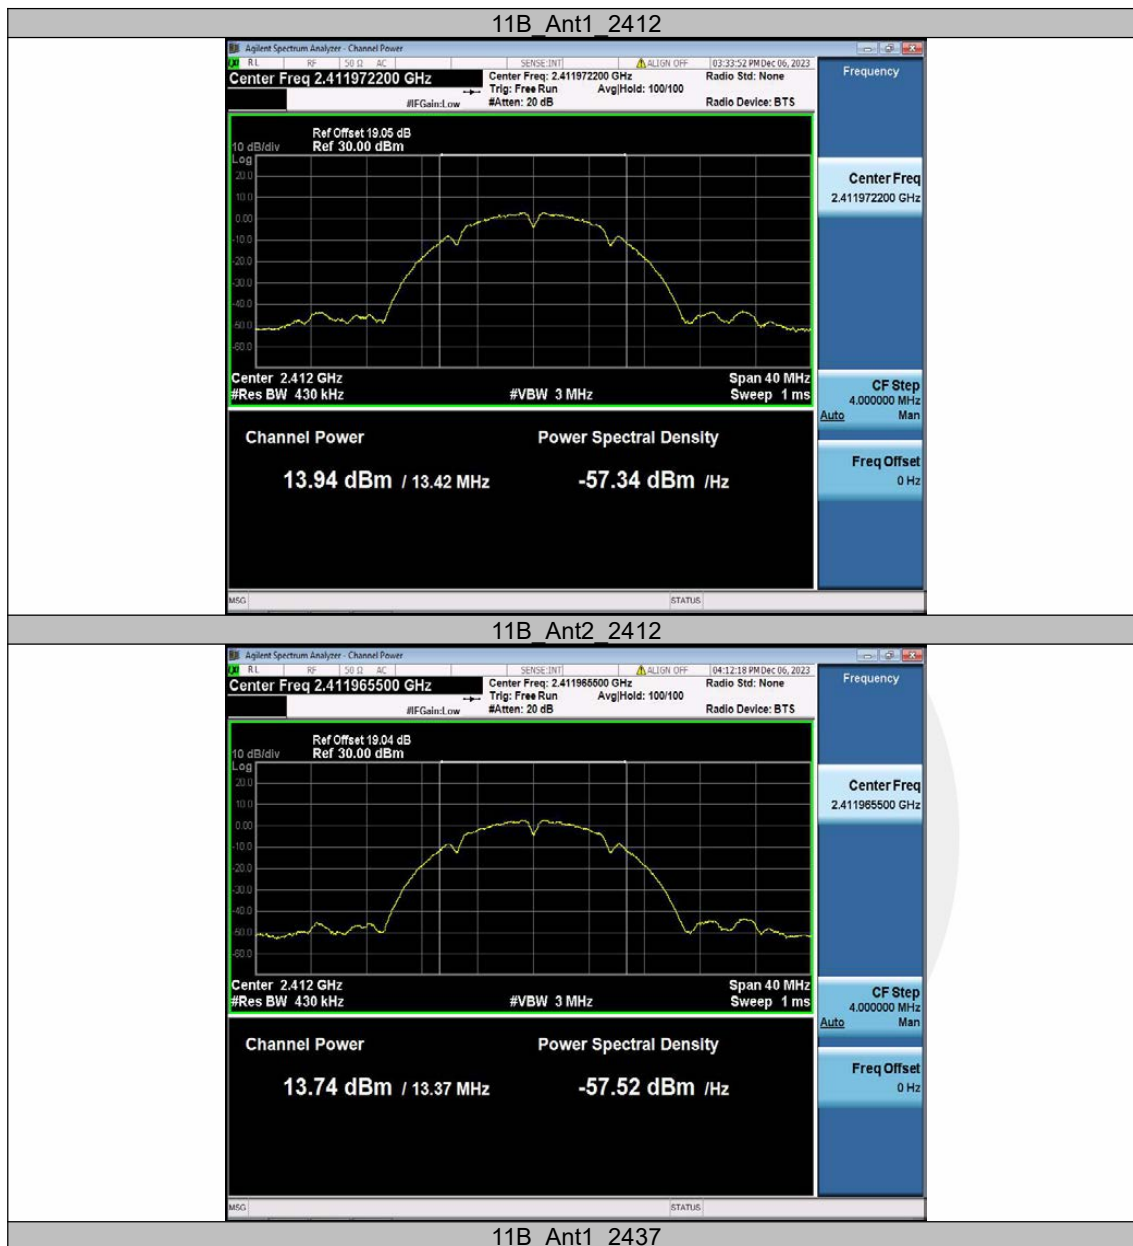 11B_Ant1_2412
Agilent Spectrum Analyzer - Channel Power
RL RF 50 Ω AC SENSE:INT ALIGN OFF 03:33:52 PM Dec 06, 2023
Center Freq 2.411972200 GHz
Center Freq: 2.411972200 GHz
Radio Std: None
Trig: Free Run Avg|Hold: 100/100
#IFGain:Low #Atten: 20 dB Radio Device: BTS
Frequency
Ref Offset 19.05 dB
10 dB/div Ref 30.00 dBm
Log
20.0
10.0
0.00
-10.0
-20.0
-30.0
-40.0
-50.0
-60.0
Center 2.412 GHz Span 40 MHz
#Res BW 430 kHz #VBW 3 MHz Sweep 1 ms
Channel Power Power Spectral Density
13.94 dBm / 13.42 MHz -57.34 dBm /Hz
Center Freq
2.411972200 GHz
CF Step
4.000000 MHz
Auto Man
Freq Offset
0 Hz
MSG STATUS
11B_Ant2_2412
Agilent Spectrum Analyzer - Channel Power
RL RF 50 Ω AC SENSE:INT ALIGN OFF 04:12:18 PM Dec 06, 2023
Center Freq 2.411965500 GHz
Center Freq: 2.411965500 GHz
Radio Std: None
Trig: Free Run Avg|Hold: 100/100
#IFGain:Low #Atten: 20 dB Radio Device: BTS
Frequency
Ref Offset 19.04 dB
10 dB/div Ref 30.00 dBm
Log
20.0
10.0
0.00
-10.0
-20.0
-30.0
-40.0
-50.0
-60.0
Center 2.412 GHz Span 40 MHz
#Res BW 430 kHz #VBW 3 MHz Sweep 1 ms
Channel Power Power Spectral Density
13.74 dBm / 13.37 MHz -57.52 dBm /Hz
Center Freq
2.411965500 GHz
CF Step
4.000000 MHz
Auto Man
Freq Offset
0 Hz
MSG STATUS
11B_Ant1_2437